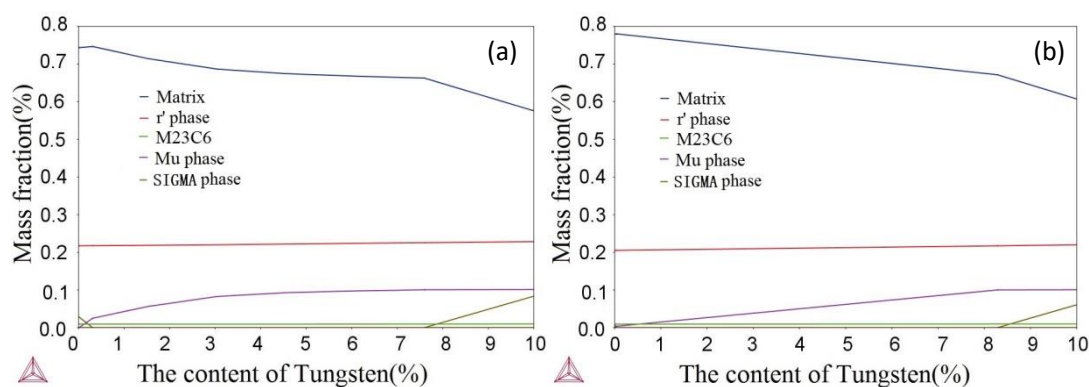 (a)
Mass fraction(%)
0.8
0.7
0.6
0.5
0.4
0.3
0.2
0.1
0.0
Matrix
r' phase
M23C6
Mu phase
SIGMA phase
0 1 2 3 4 5 6 7 8 9 10
The content of Tungsten(%)
(b)
Mass fraction(%)
0.8
0.7
0.6
0.5
0.4
0.3
0.2
0.1
0.0
Matrix
r' phase
M23C6
Mu phase
SIGMA phase
0 1 2 3 4 5 6 7 8 9 10
The content of Tungsten(%)